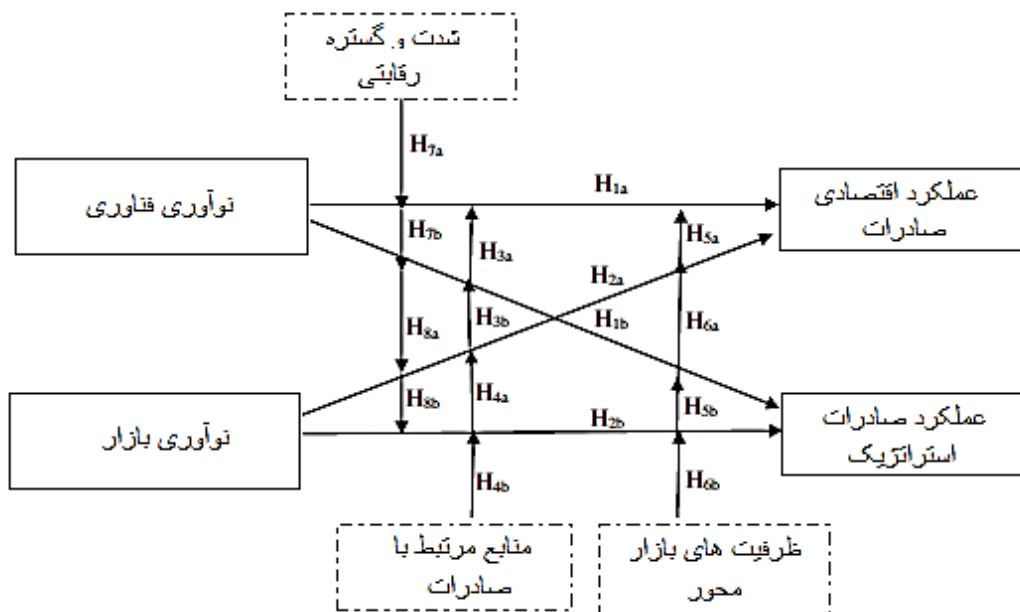 شدت و گستره
رقابتی
H7a
نوآوری فناوری
H1a
عملکرد اقتصادی
صادرات
H7b
H3a
H5a
H2a
H3b
H1b
H6a
H8a
H8b
H4a
H5b
نوآوری بازار
H2b
عملکرد صادرات
استراتژیک
H4b
H6b
منابع مرتبط با
صادرات
ظرفیت های بازار
محور